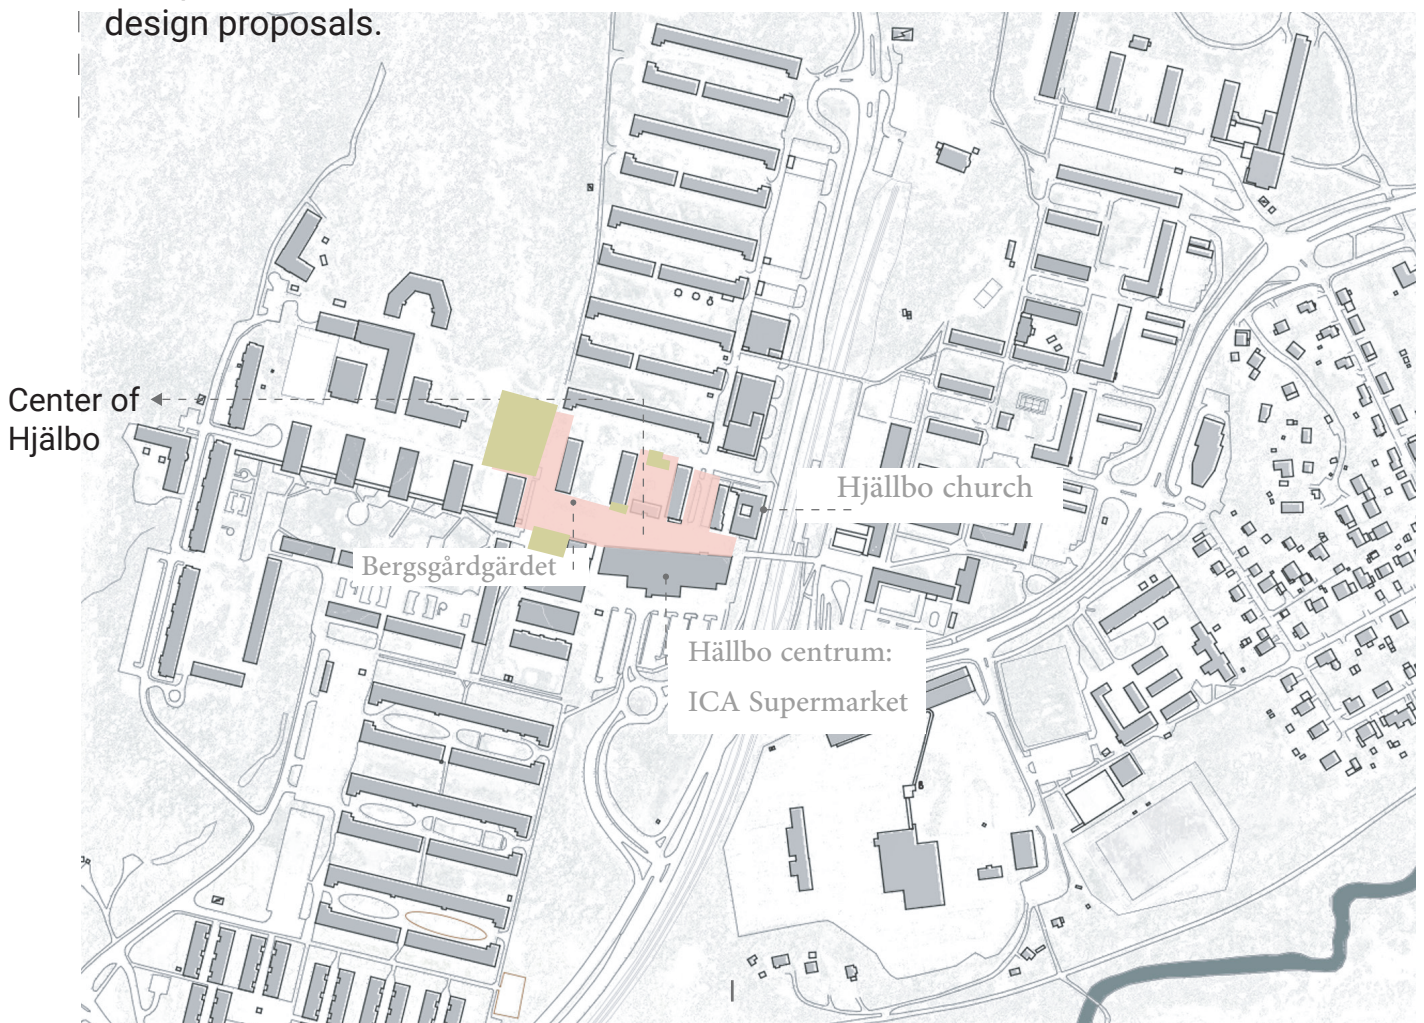 design proposals.
Center of
Hjälbo
Hjällbo church
Bergsgårdgärdet
Hällbo centrum:
ICA Supermarket